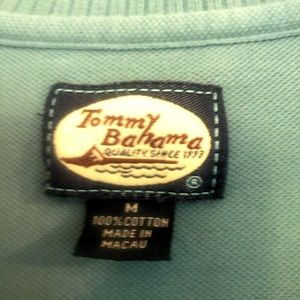 Tommy
Bahama
QUALITY SINCE 1993
®
M
100% COTTON
MADE IN
MACAU